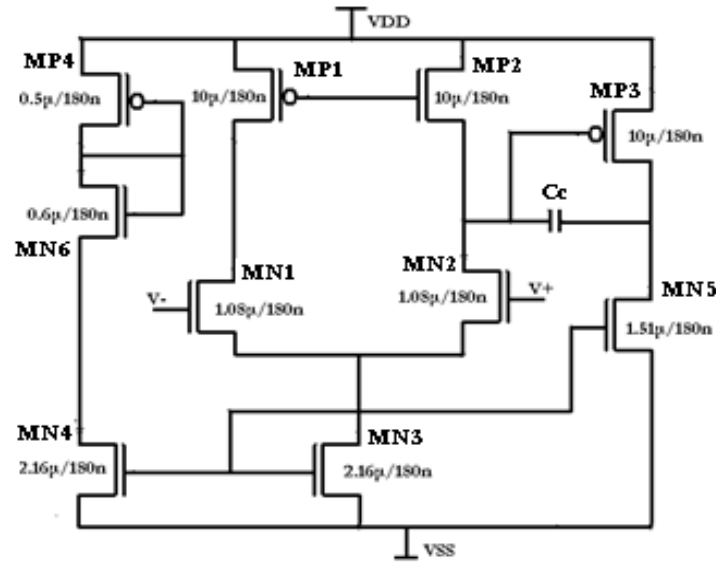 VDD
MP4
MP1
MP2
MP3
0.5µ/180n
10µ/180n
10µ/180n
10µ/180n
Cc
0.6µ/180n
MN6
MN1
MN2
MN5
V-
V+
1.08µ/180n
1.08µ/180n
1.51µ/180n
MN4
MN3
2.16µ/180n
2.16µ/180n
VSS